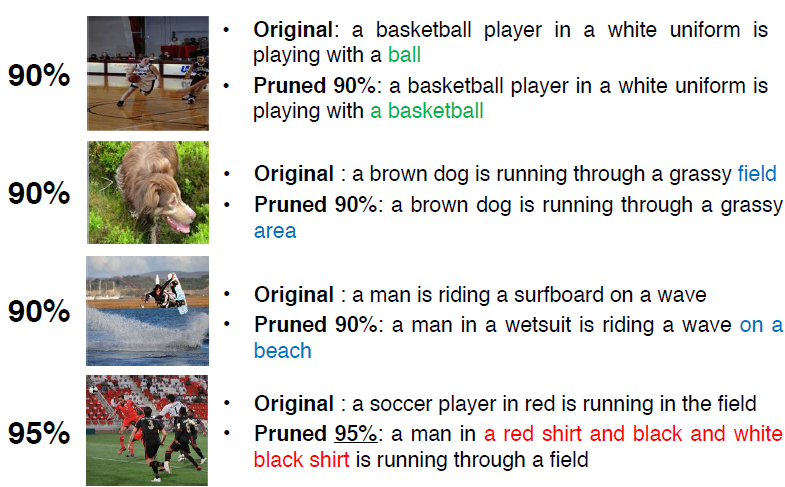 90%
• Original: a basketball player in a white uniform is
playing with a ball
• Pruned 90%: a basketball player in a white uniform is
playing with a basketball
90%
• Original : a brown dog is running through a grassy field
• Pruned 90%: a brown dog is running through a grassy
area
90%
• Original : a man is riding a surfboard on a wave
• Pruned 90%: a man in a wetsuit is riding a wave on a
beach
95%
• Original : a soccer player in red is running in the field
• Pruned 95%: a man in a red shirt and black and white
black shirt is running through a field